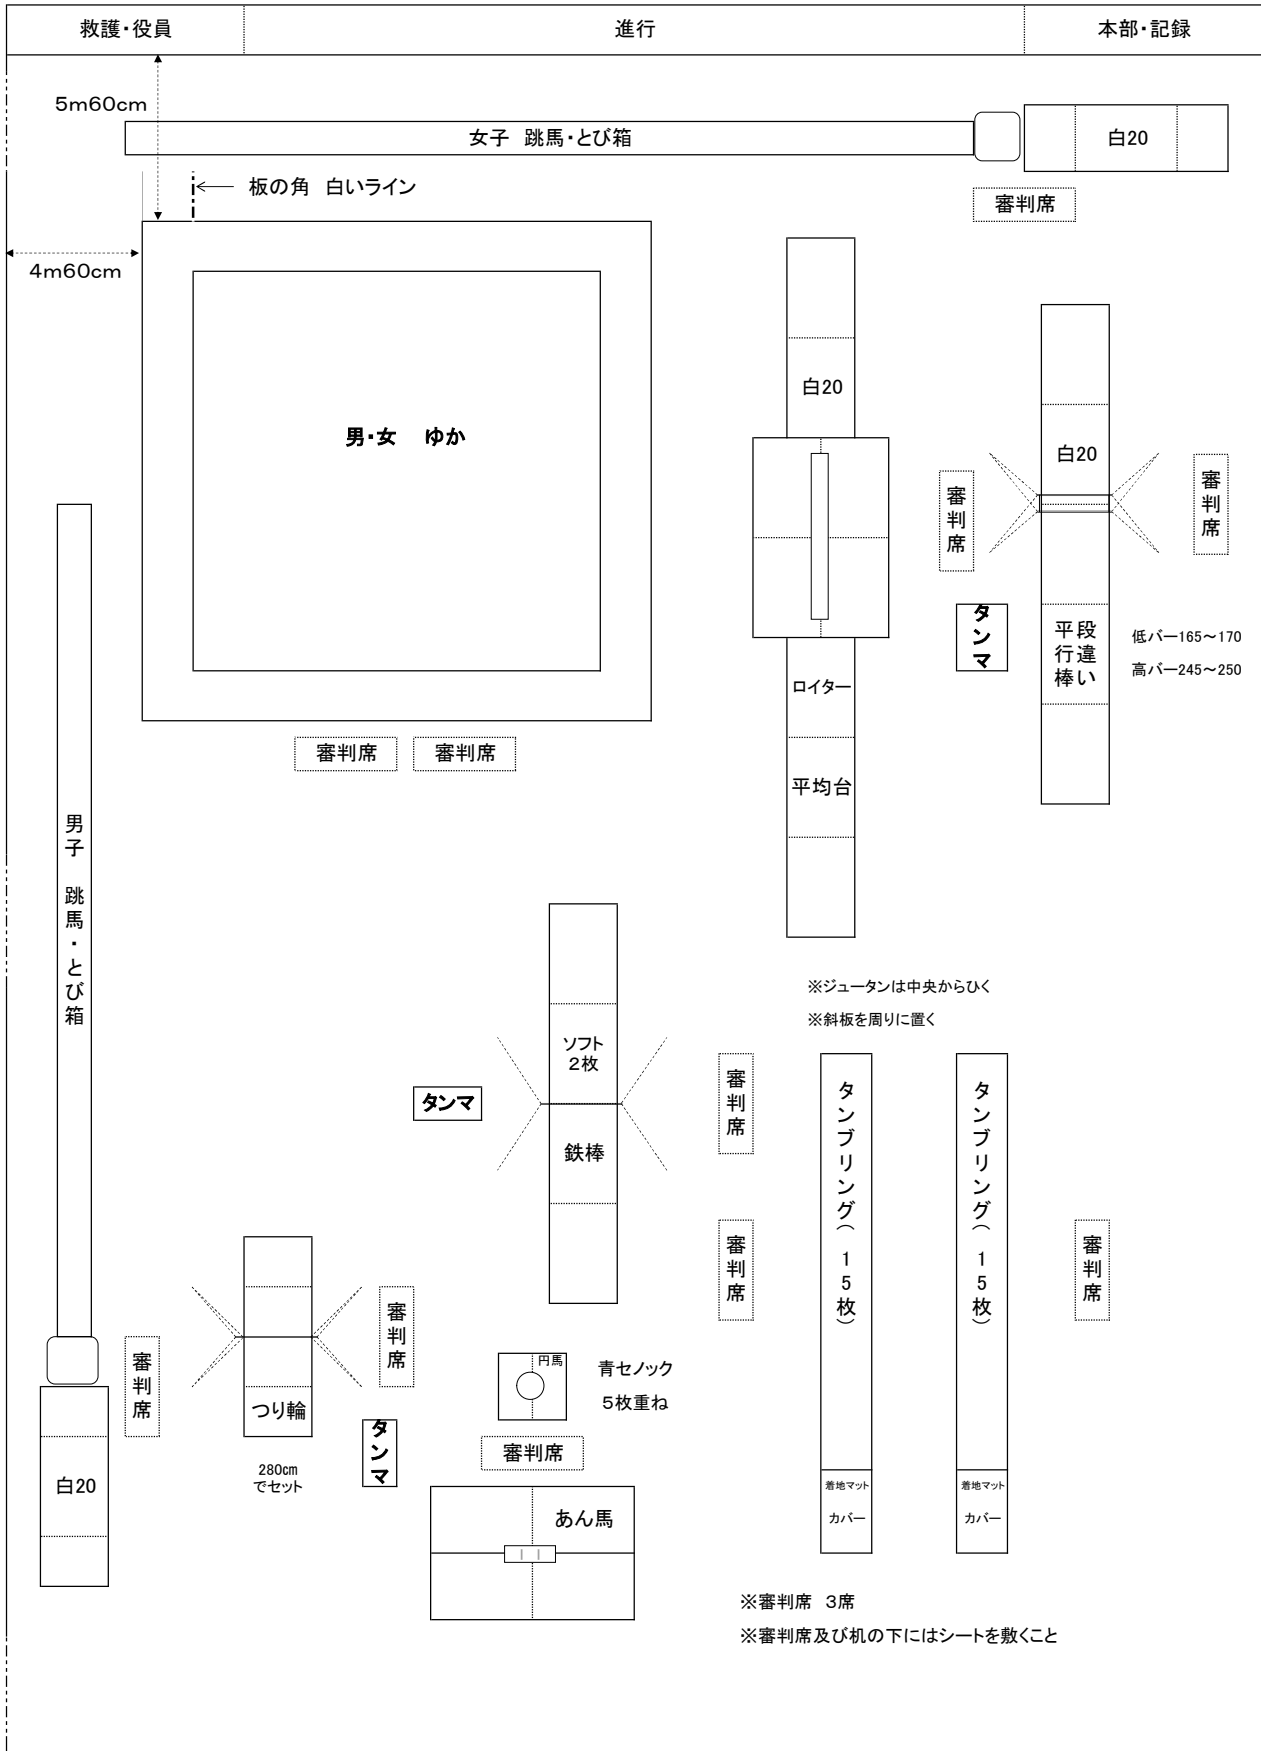 救護・役員
進行
本部・記録
5m60cm
女子 跳馬・とび箱
白20
板の角 白いライン
審判席
4m60cm
白20
男・女 ゆか
白20
審判席
審判席
タンマ
平行棒
段違い
低バー165～170
高バー245～250
ロイター
審判席
審判席
平均台
男子 跳馬・とび箱
※ジュータンは中央からひく
※斜板を周りに置く
ソフト
2枚
タンマ
審判席
タンブリング(15枚)
タンブリング(15枚)
鉄棒
審判席
審判席
審判席
審判席
円馬
青セノック
5枚重ね
つり輪
タンマ
審判席
280cm
でセット
白20
着地マット
カバー
着地マット
カバー
あん馬
※審判席 3席
※審判席及び机の下にはシートを敷くこと